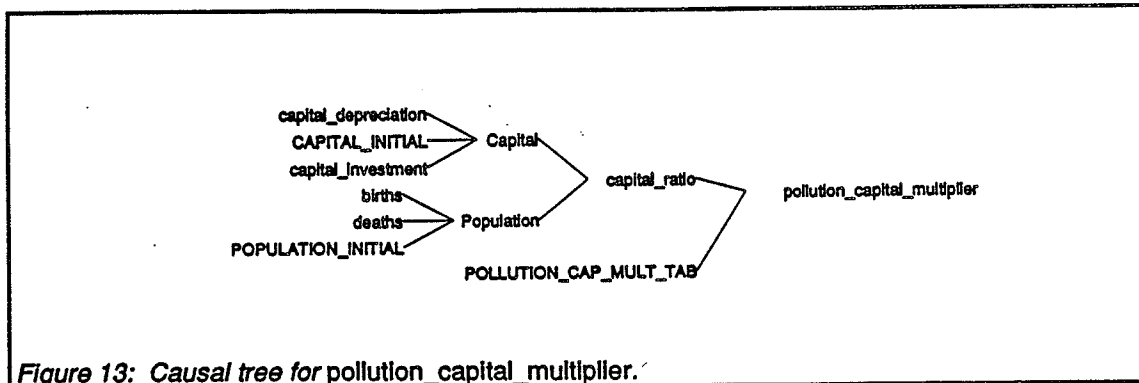 capital_depreciation
CAPITAL_INITIAL
Capital
capital_investment
capital_ratio
pollution_capital_multiplier
births
deaths
Population
POPULATION_INITIAL
POLLUTION_CAP_MULT_TAB
Figure 13: Causal tree for pollution_capital_multiplier.